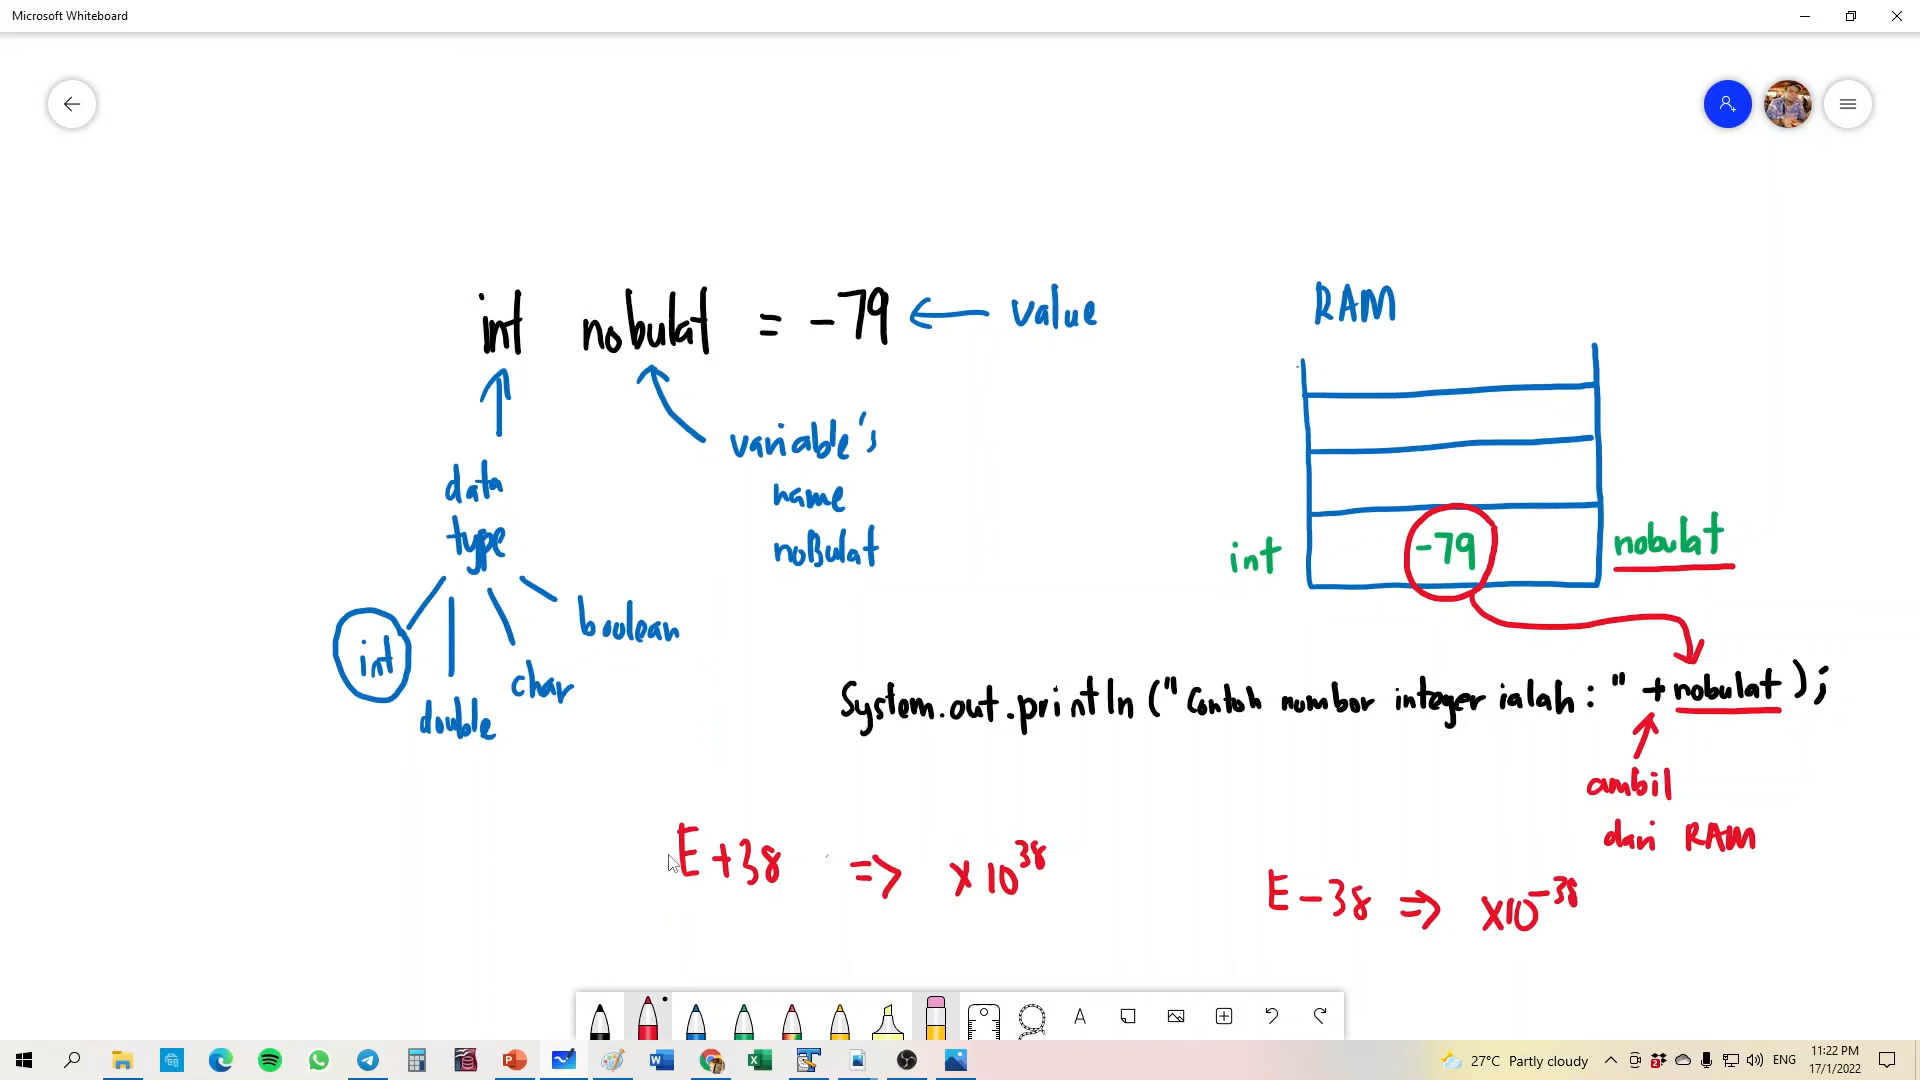 Microsoft Whiteboard
int nobulat = -79 ← value
RAM
variable's
name
noBulat
data
type
int
double
char
boolean
int
-79
nobulat
System.out.println ("Contoh number integer ialah : " + nobulat);
ambil
dari RAM
E +38 => x 10^38
E -38 => x10^-38
A
27°C Partly cloudy
ENG
11:22 PM
17/1/2022